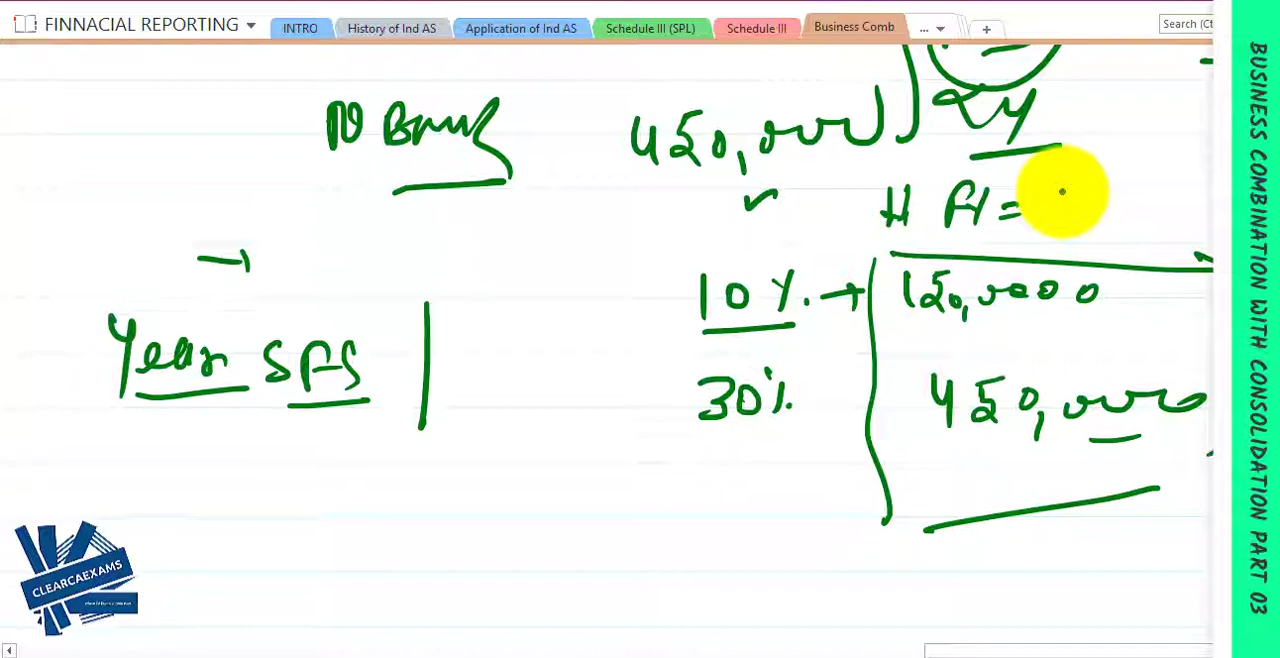 FINNACIAL REPORTING
INTRO
History of Ind AS
Application of Ind AS
Schedule III (SPL)
Schedule III
Business Comb
...
Search (Ct
450,000
10%. → 150,0000
30% 450,0000
Year SFS
CLEARCAEXAMS
BUSINESS COMBINATION WITH CONSOLIDATION PART 03